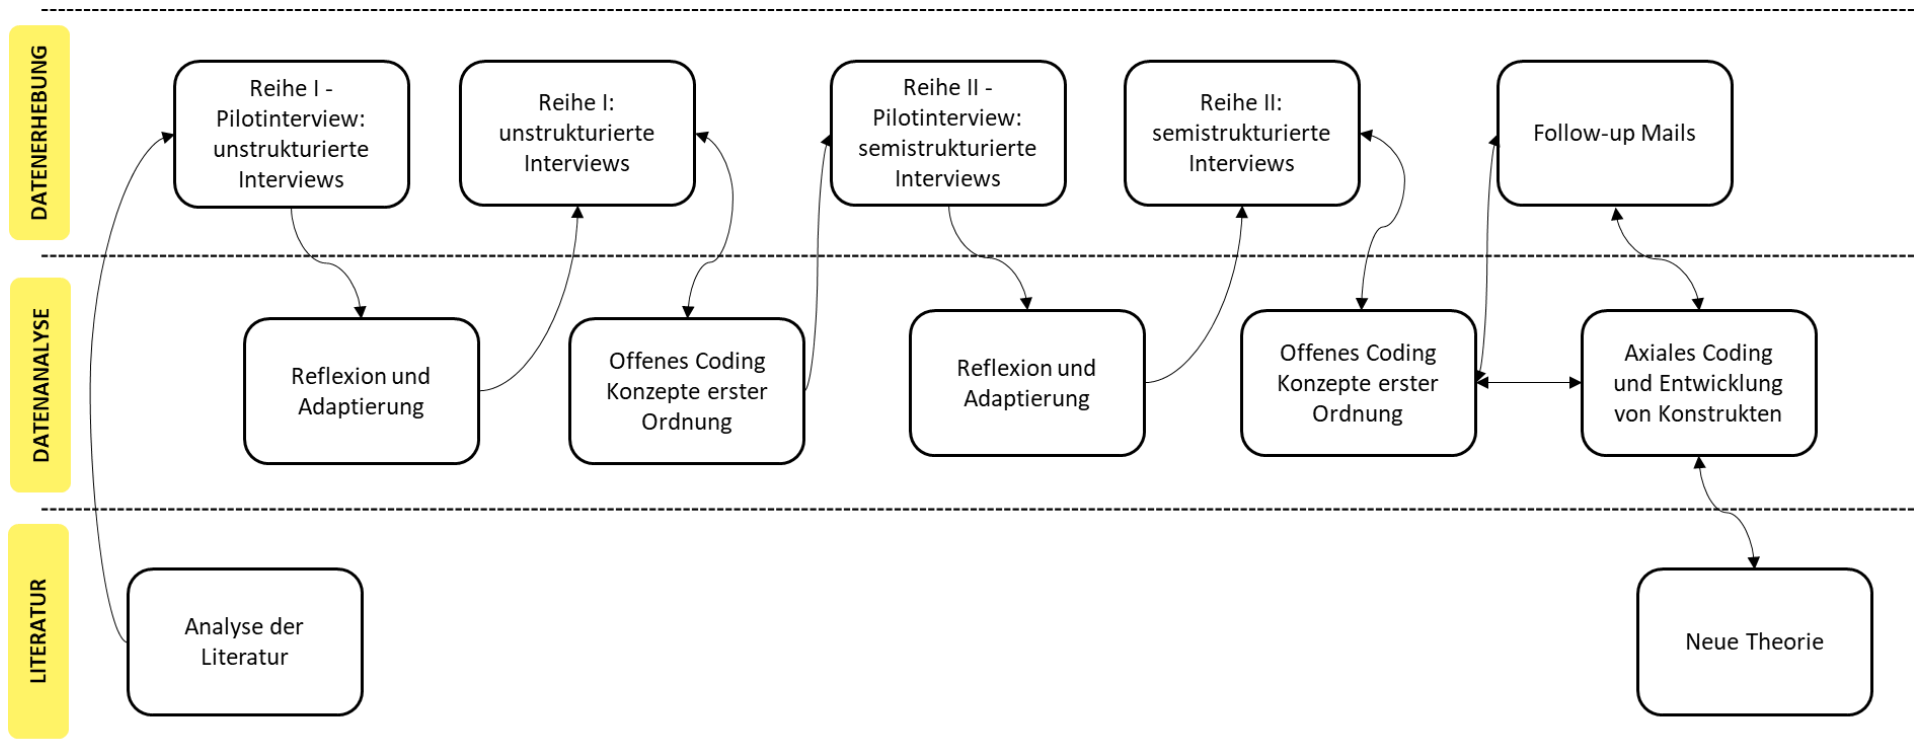 DATENERHEBUNG
Reihe I -
Pilotinterview:
unstrukturierte
Interviews
Reihe I:
unstrukturierte
Interviews
Reihe II -
Pilotinterview:
semistrukturierte
Interviews
Reihe II:
semistrukturierte
Interviews
Follow-up Mails
DATENANALYSE
Reflexion und
Adaptierung
Offenes Coding
Konzepte erster
Ordnung
Reflexion und
Adaptierung
Offenes Coding
Konzepte erster
Ordnung
Axiales Coding
und Entwicklung
von Konstrukten
LITERATUR
Analyse der
Literatur
Neue Theorie